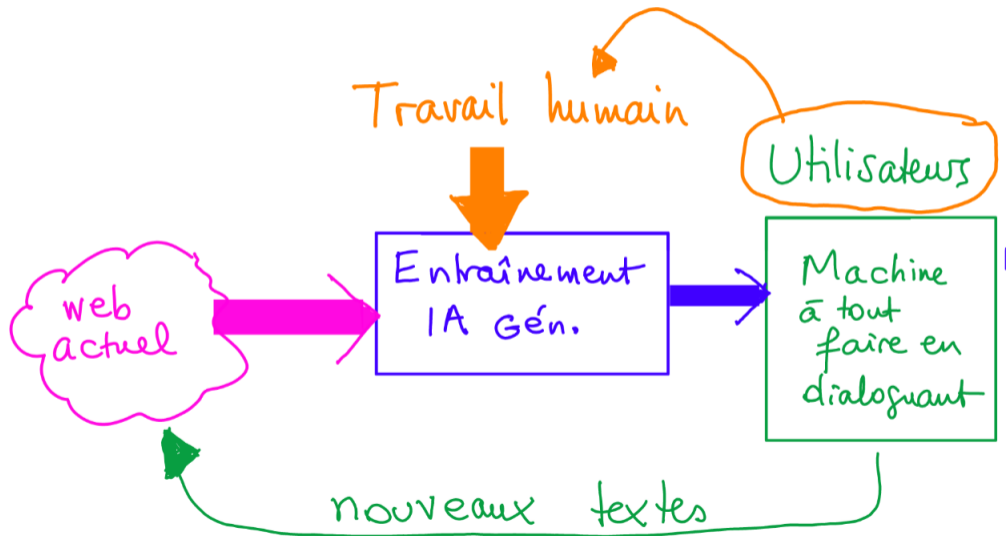 Travail humain
Utilisateurs
web
actuel
Entraînement
IA Gén.
Machine
à tout
faire en
dialoguant
nouveaux textes